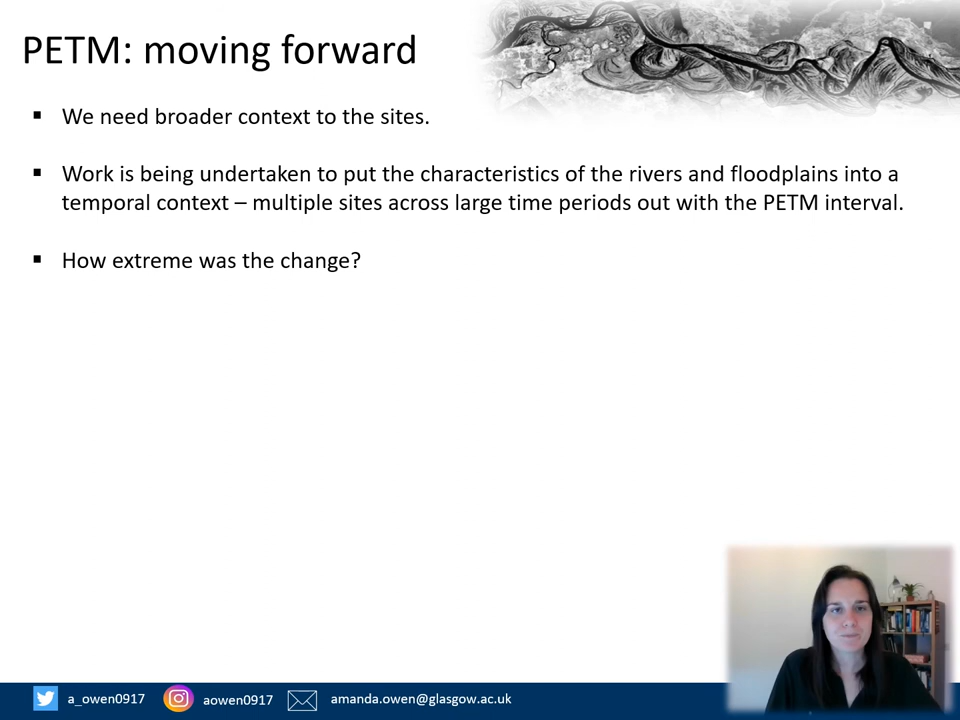 PETM: moving forward
▪ We need broader context to the sites.
▪ Work is being undertaken to put the characteristics of the rivers and floodplains into a
temporal context – multiple sites across large time periods out with the PETM interval.
▪ How extreme was the change?
a_owen0917 aowen0917 amanda.owen@glasgow.ac.uk